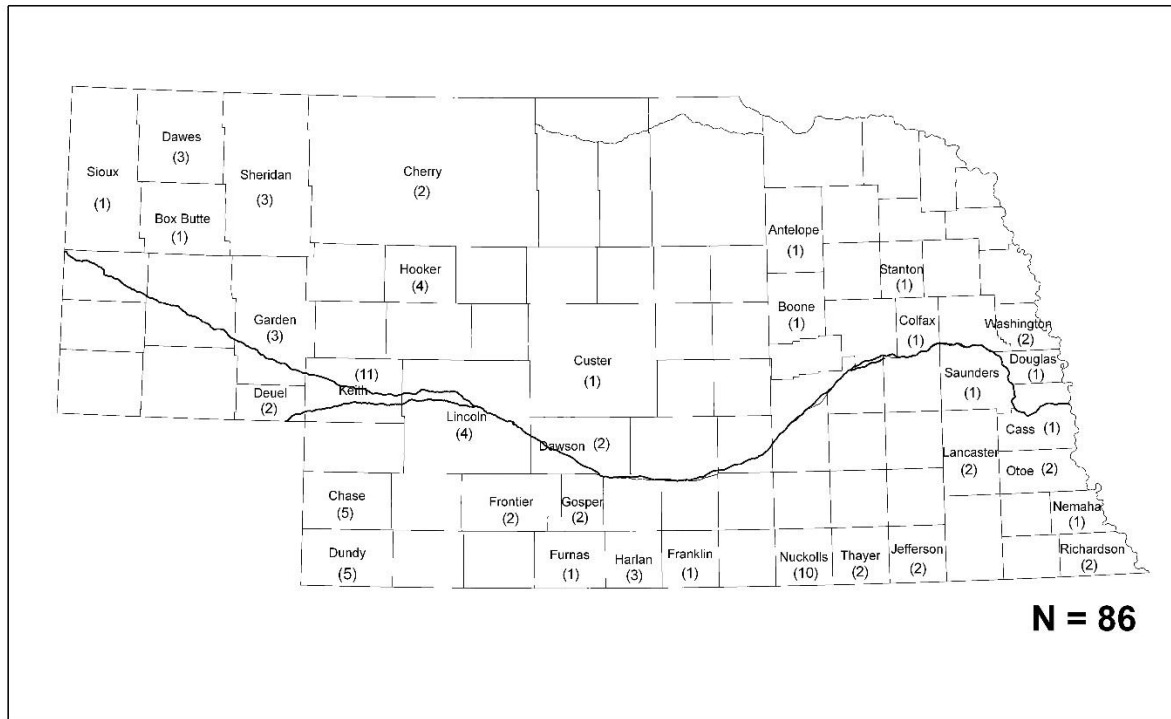 Dawes
(3)
Sioux
(1)
Sheridan
(3)
Cherry
(2)
Box Butte
(1)
Antelope
(1)
Hooker
(4)
Stanton
(1)
Garden
(3)
Boone
(1)
Colfax
(1)
Washington
(2)
Custer
(1)
Douglas
(1)
(11)
Keith
Deuel
(2)
Saunders
(1)
Lincoln
(4)
Dawson (2)
Cass (1)
Lancaster
(2)
Otoe (2)
Chase
(5)
Frontier
(2)
Gosper
(2)
Nemaha
(1)
Dundy
(5)
Furnas
(1)
Harlan
(3)
Franklin
(1)
Nuckolls
(10)
Thayer
(2)
Jefferson
(2)
Richardson
(2)
N = 86